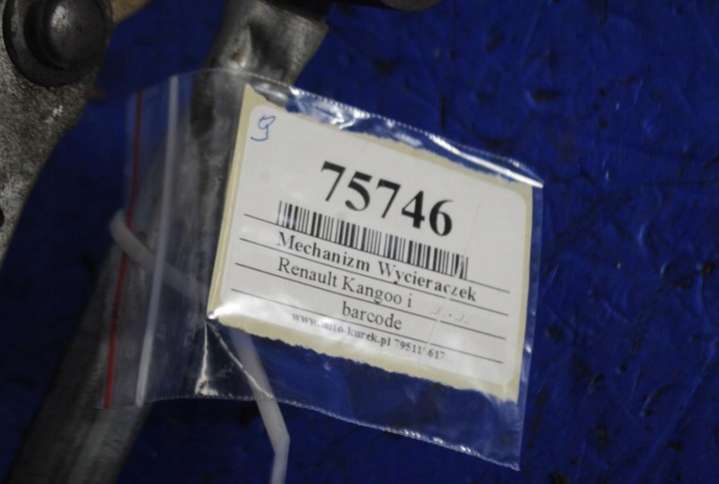 9
75746
Mechanizm Wycieraczek
Renault Kangoo i
barcode